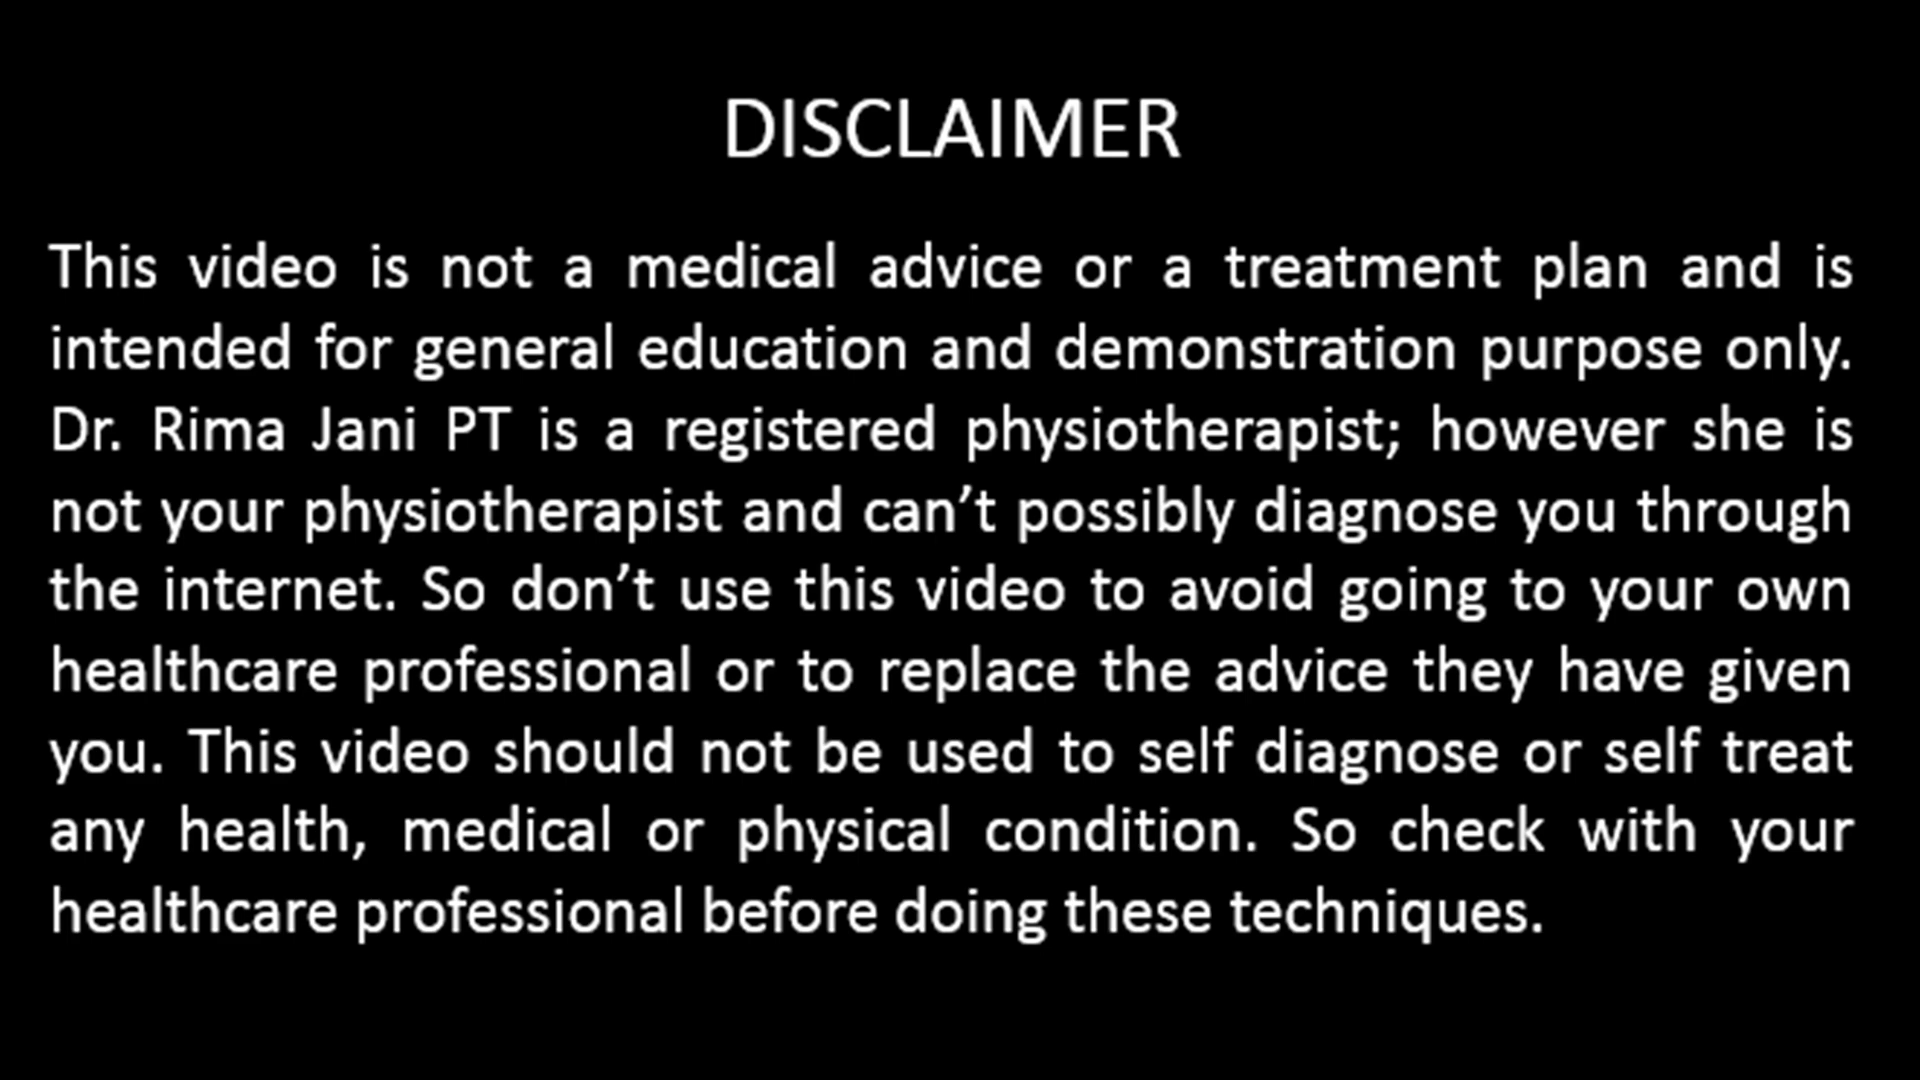 DISCLAIMER
This video is not a medical advice or a treatment plan and is
intended for general education and demonstration purpose only.
Dr. Rima Jani PT is a registered physiotherapist; however she is
not your physiotherapist and can’t possibly diagnose you through
the internet. So don’t use this video to avoid going to your own
healthcare professional or to replace the advice they have given
you. This video should not be used to self diagnose or self treat
any health, medical or physical condition. So check with your
healthcare professional before doing these techniques.